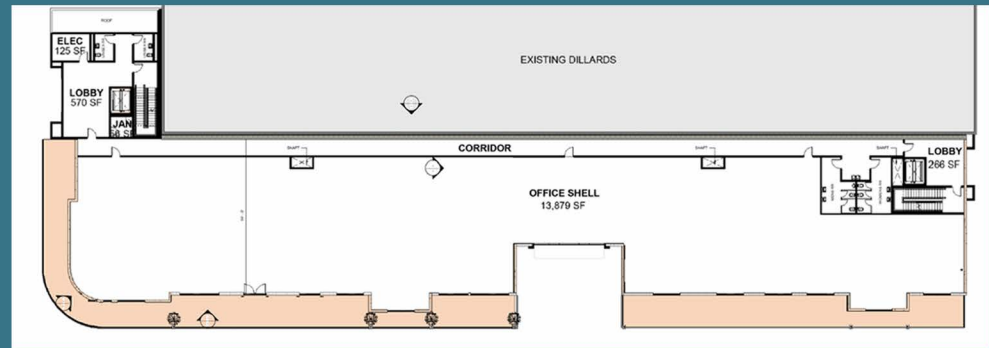 ROOF
ELEC
125 SF
EXISTING DILLARDS
LOBBY
570 SF
JAN
SHAFT
CORRIDOR
SHAFT
SHAFT
LOBBY
266 SF
OFFICE SHELL
13,879 SF